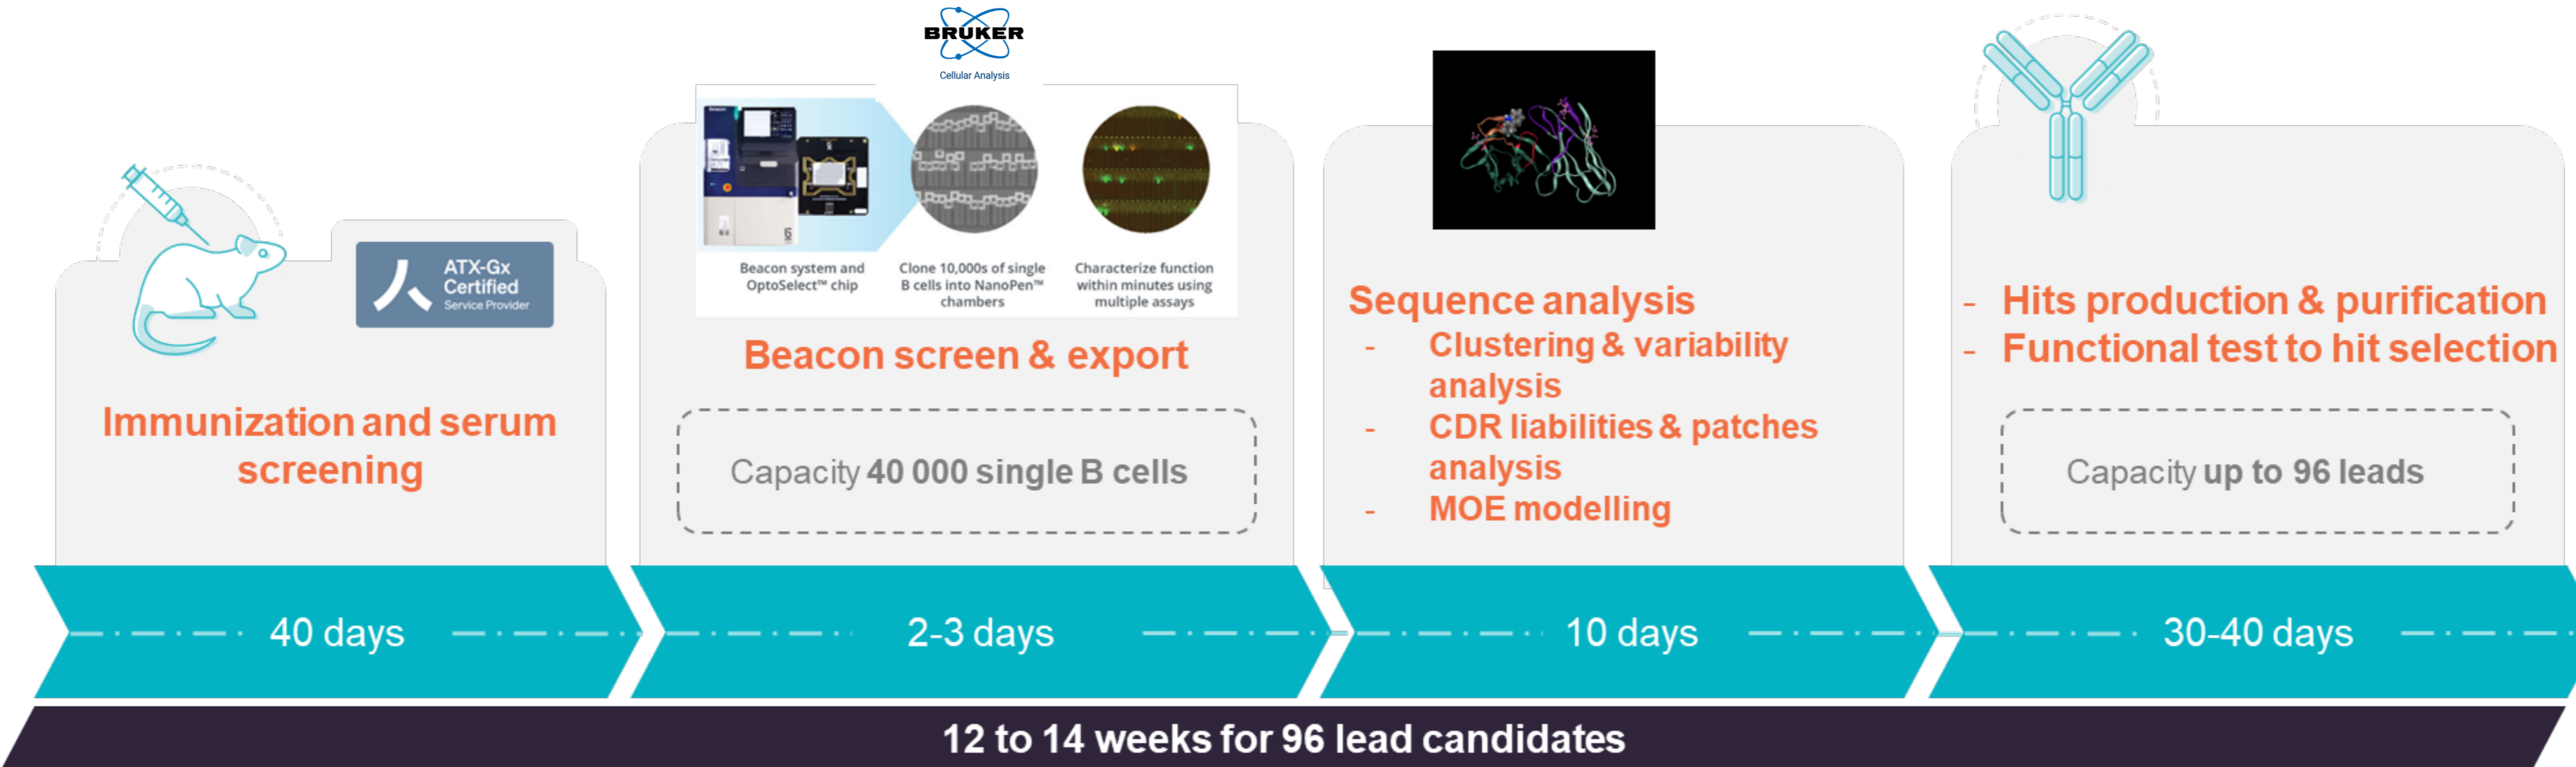 BRUKER
Cellular Analysis
ATX-Gx
Certified
Service Provider
Immunization and serum
screening
Beacon system and
OptoSelect™ chip
Clone 10,000s of single
B cells into NanoPen™
chambers
Characterize function
within minutes using
multiple assays
Beacon screen & export
Capacity 40 000 single B cells
Sequence analysis
- Clustering & variability
analysis
- CDR liabilities & patches
analysis
- MOE modelling
- Hits production & purification
- Functional test to hit selection
Capacity up to 96 leads
40 days
2-3 days
10 days
30-40 days
12 to 14 weeks for 96 lead candidates